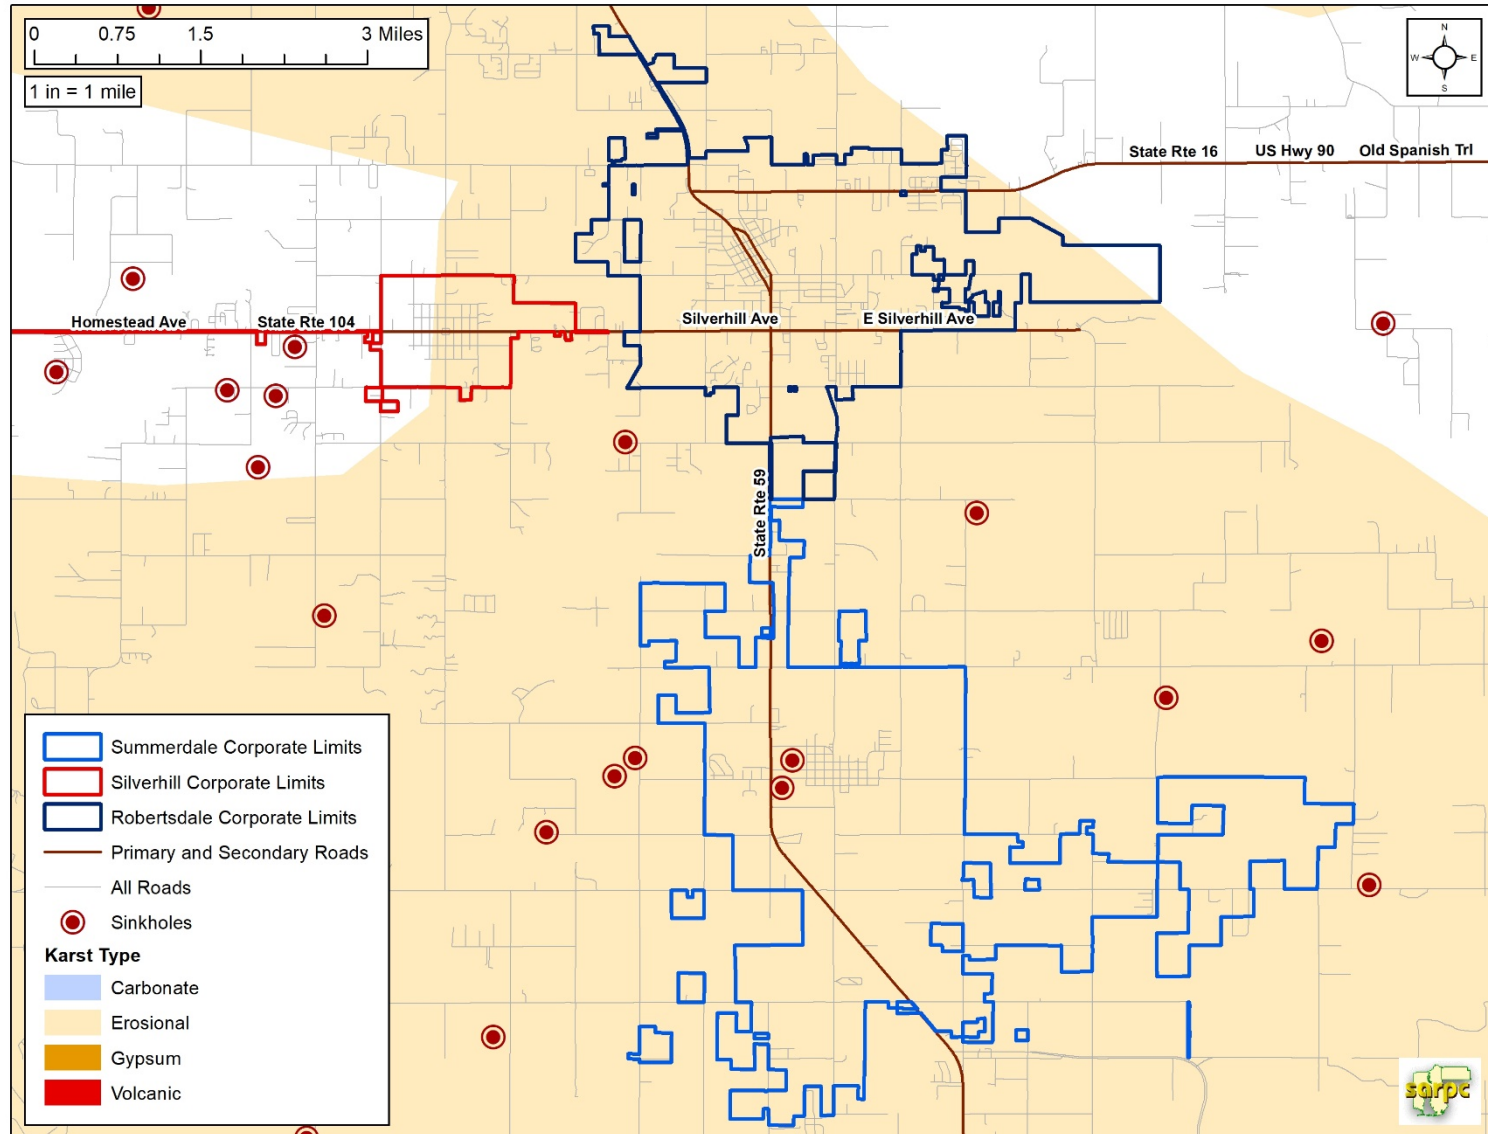 0 0.75 1.5 3 Miles
1 in = 1 mile
N
W E
S
State Rte 16 US Hwy 90 Old Spanish Trl
Homestead Ave State Rte 104 Silverhill Ave E Silverhill Ave
State Rte 59
Summerdale Corporate Limits
Silverhill Corporate Limits
Robertsdale Corporate Limits
Primary and Secondary Roads
All Roads
Sinkholes
Karst Type
Carbonate
Erosional
Gypsum
Volcanic
sarpc